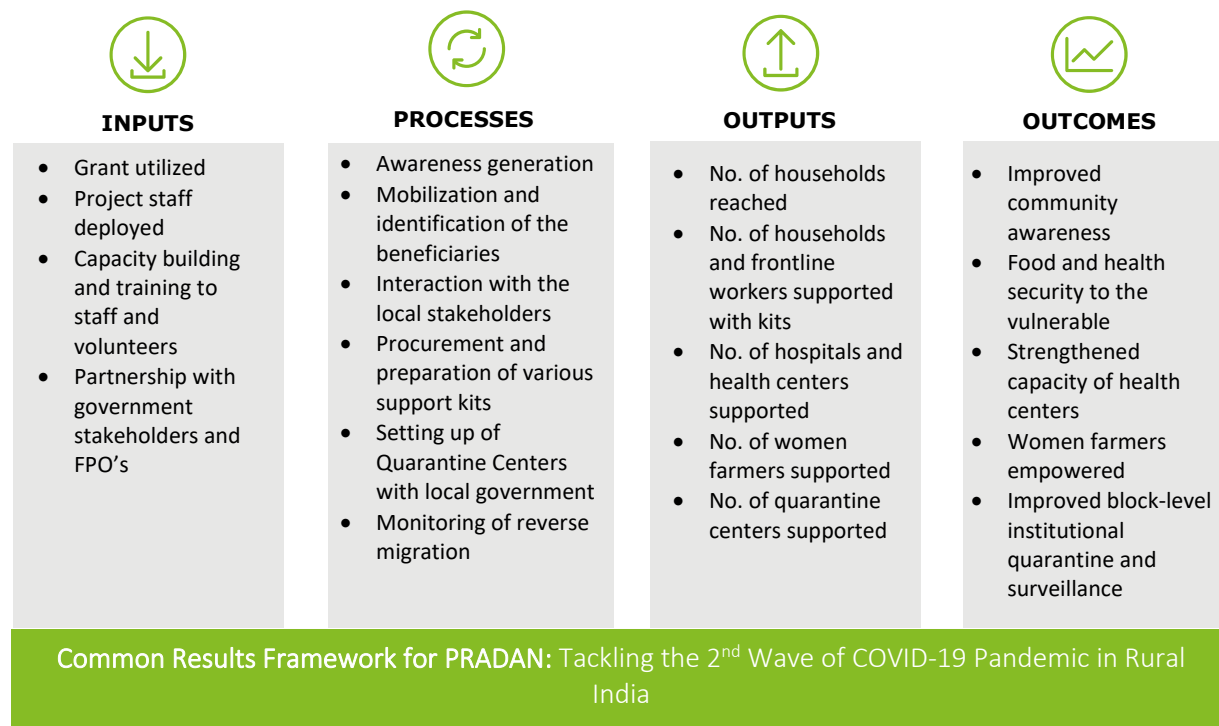 INPUTS
• Grant utilized
• Project staff
deployed
• Capacity building
and training to
staff and
volunteers
• Partnership with
government
stakeholders and
FPO’s
PROCESSES
• Awareness generation
• Mobilization and
identification of the
beneficiaries
• Interaction with the
local stakeholders
• Procurement and
preparation of various
support kits
• Setting up of
Quarantine Centers
with local government
• Monitoring of reverse
migration
OUTPUTS
• No. of households
reached
• No. of households
and frontline
workers supported
with kits
• No. of hospitals and
health centers
supported
• No. of women
farmers supported
• No. of quarantine
centers supported
OUTCOMES
• Improved
community
awareness
• Food and health
security to the
vulnerable
• Strengthened
capacity of health
centers
• Women farmers
empowered
• Improved block-level
institutional
quarantine and
surveillance
Common Results Framework for PRADAN: Tackling the 2nd Wave of COVID-19 Pandemic in Rural
India